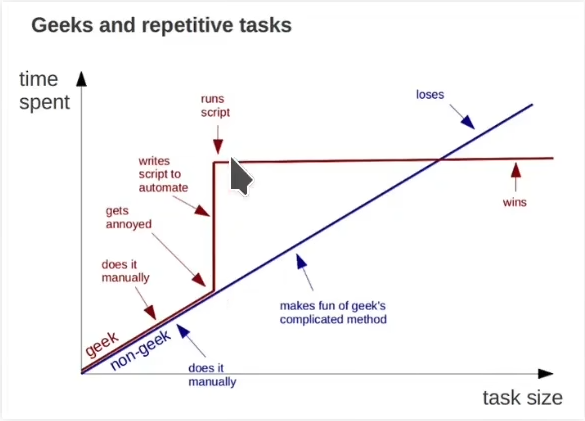 Geeks and repetitive tasks
time
spent
loses
runs
script
writes
script to
automate
wins
gets
annoyed
does it
manually
makes fun of geek's
complicated method
geek
non-geek
does it
manually
task size